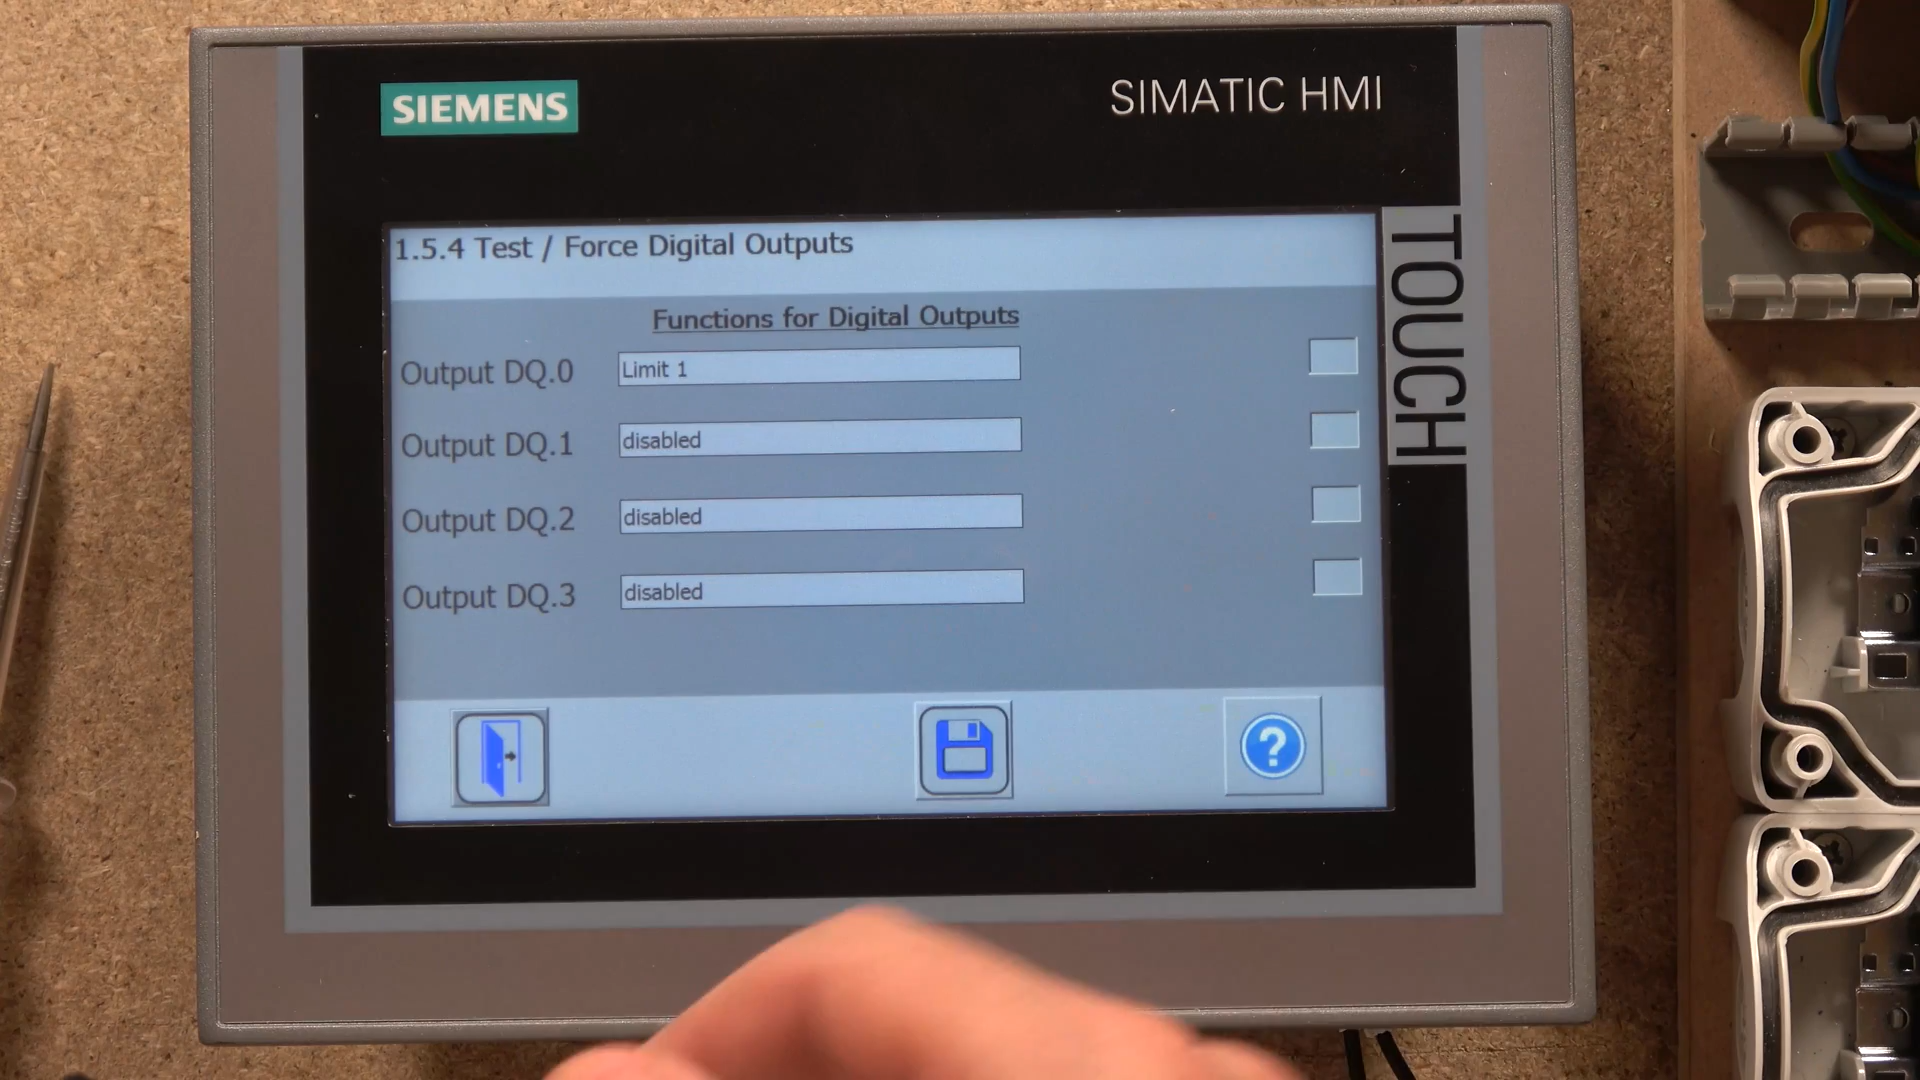 SIEMENS
SIMATIC HMI
TOUCH
1.5.4 Test / Force Digital Outputs
Functions for Digital Outputs
Output DQ.0 Limit 1
Output DQ.1 disabled
Output DQ.2 disabled
Output DQ.3 disabled
?